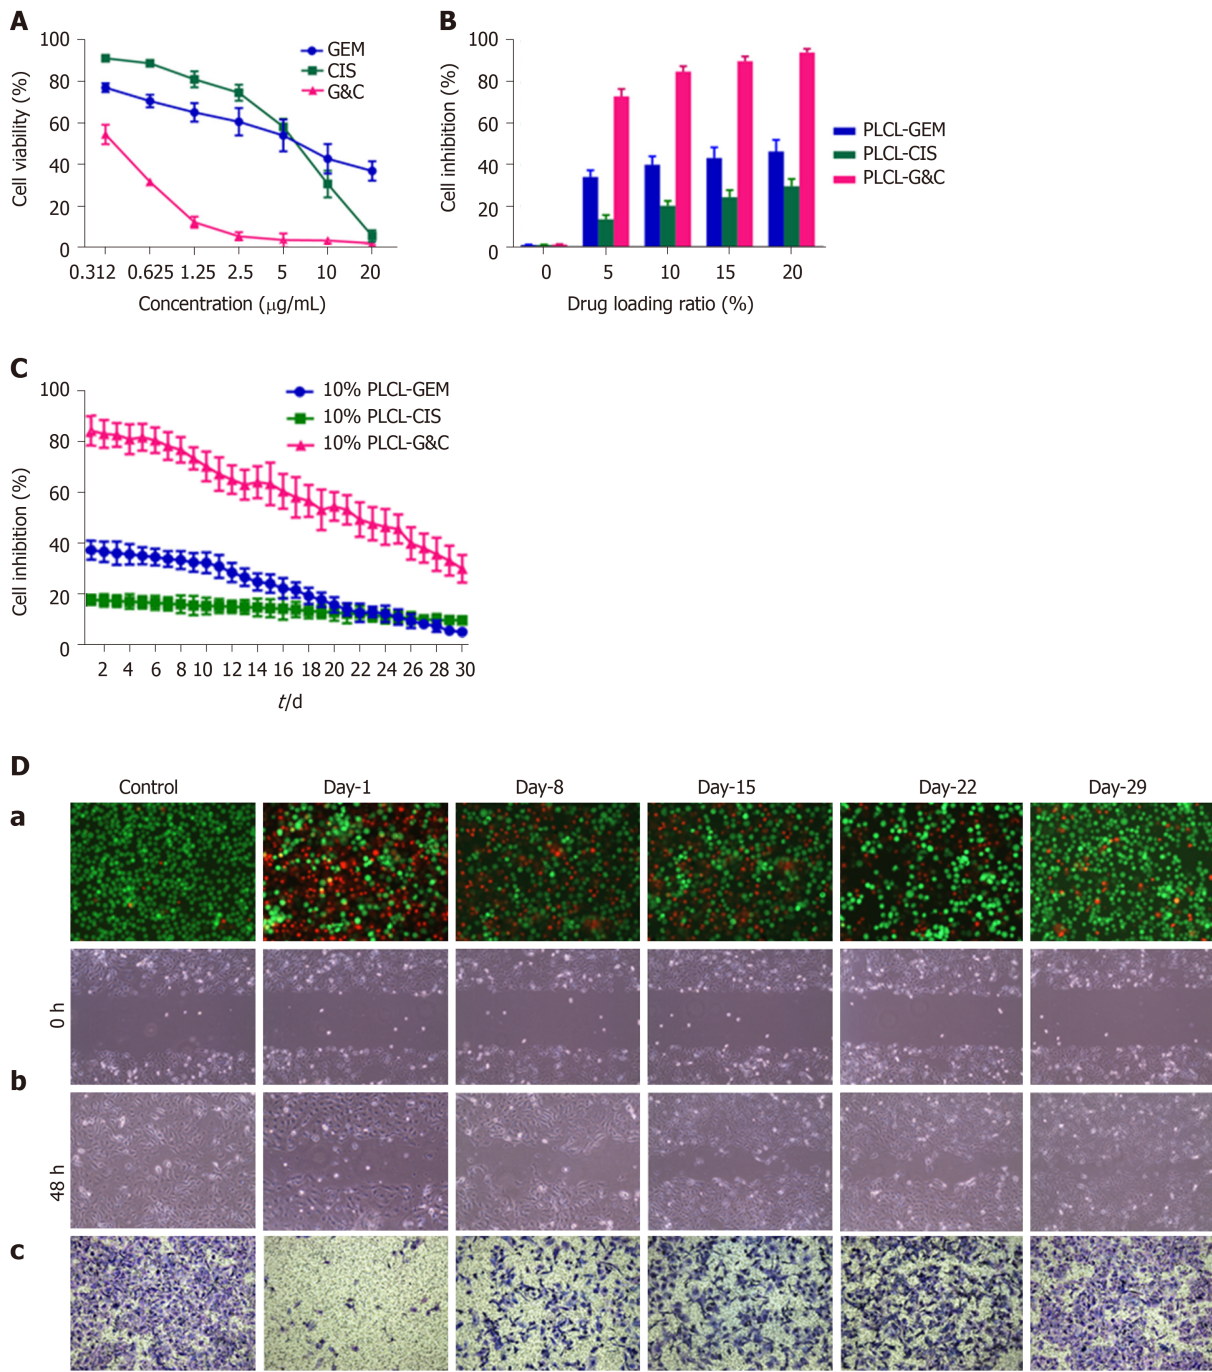 A
100
80
60
40
20
0
Cell viability (%)
GEM
CIS
G&C
0.312 0.625 1.25 2.5 5 10 20
Concentration (μg/mL)
B
100
80
60
40
20
0
Cell inhibition (%)
PLCL-GEM
PLCL-CIS
PLCL-G&C
0 5 10 15 20
Drug loading ratio (%)
C
100
80
60
40
20
0
Cell inhibition (%)
10% PLCL-GEM
10% PLCL-CIS
10% PLCL-G&C
2 4 6 8 10 12 14 16 18 20 22 24 26 28 30
t/d
D
Control Day-1 Day-8 Day-15 Day-22 Day-29
a
0 h
b
48 h
c